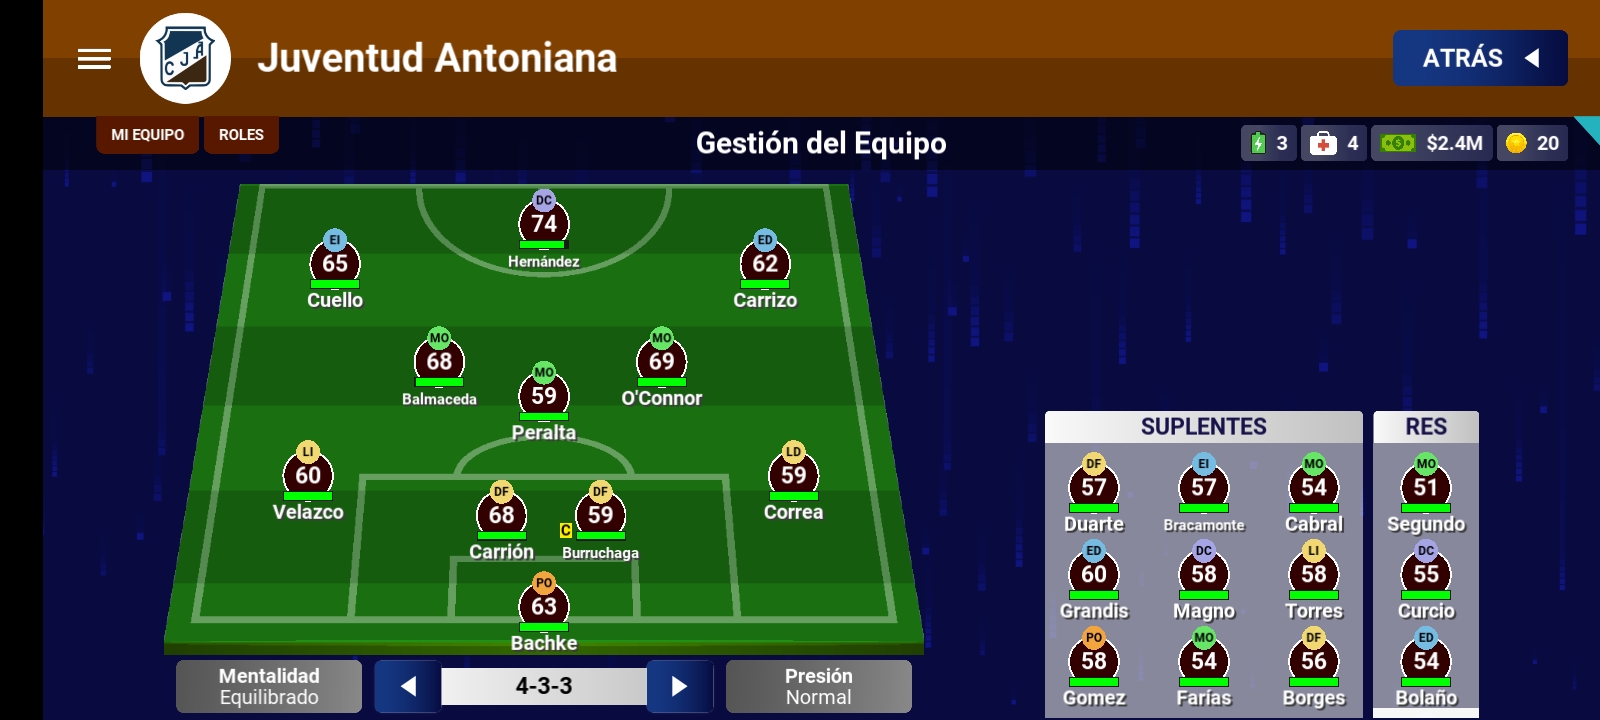 CJA
Juventud Antoniana
ATRÁS
MI EQUIPO
ROLES
Gestión del Equipo
3
4
$2.4M
20
DC
74
Hernández
EI
65
Cuello
ED
62
Carrizo
MO
68
Balmaceda
MO
59
Peralta
MO
69
O'Connor
LI
60
Velazco
DF
68
Carrión
C
DF
59
Burruchaga
LD
59
Correa
PO
63
Bachke
Mentalidad
Equilibrado
4-3-3
Presión
Normal
SUPLENTES
DF
57
Duarte
EI
57
Bracamonte
MO
54
Cabral
ED
60
Grandis
DC
58
Magno
LI
58
Torres
PO
58
Gomez
MO
54
Farías
DF
56
Borges
RES
MO
51
Segundo
DC
55
Curcio
ED
54
Bolaño